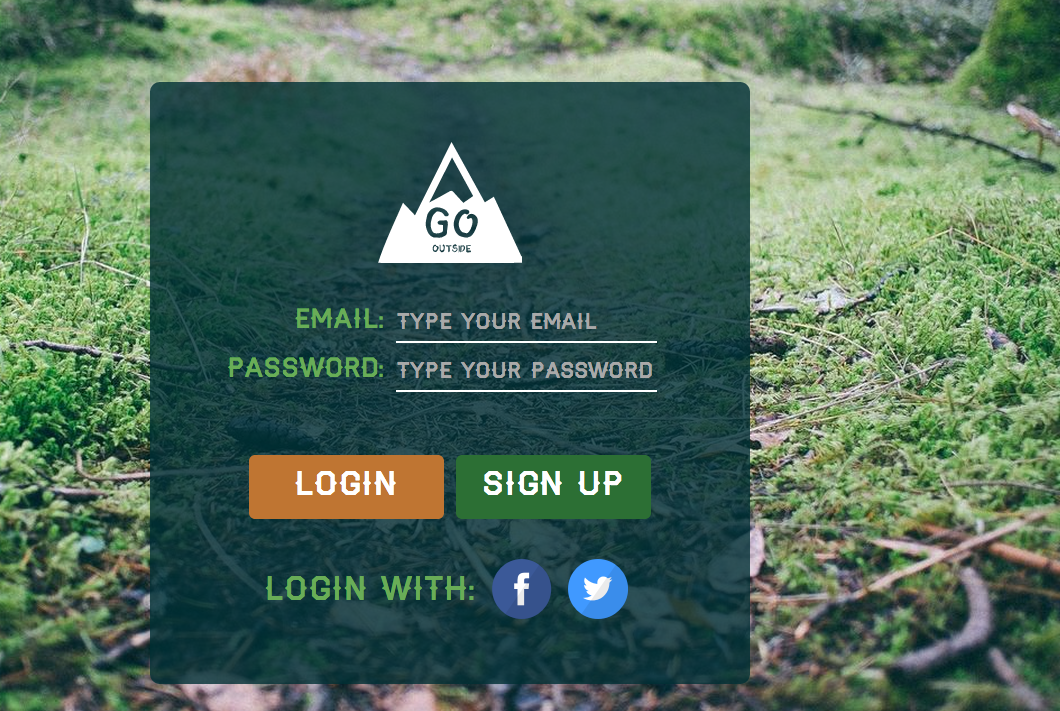 GO
OUTSIDE
EMAIL: TYPE YOUR EMAIL
PASSWORD: TYPE YOUR PASSWORD
LOGIN SIGN UP
LOGIN WITH: f